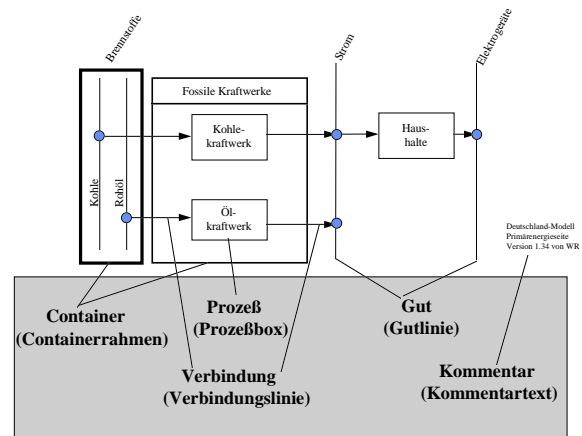 Brennstoffe
Strom
Elektrogeräte
Fossile Kraftwerke
Kohle-
kraftwerk
Haus-
halte
Kohle
Rohöl
Öl-
kraftwerk
Deutschland-Modell
Primärenergieseite
Version 1.34 von WR
Container
(Containerrahmen)
Prozeß
(Prozeßbox)
Gut
(Gutlinie)
Verbindung
(Verbindungslinie)
Kommentar
(Kommentartext)